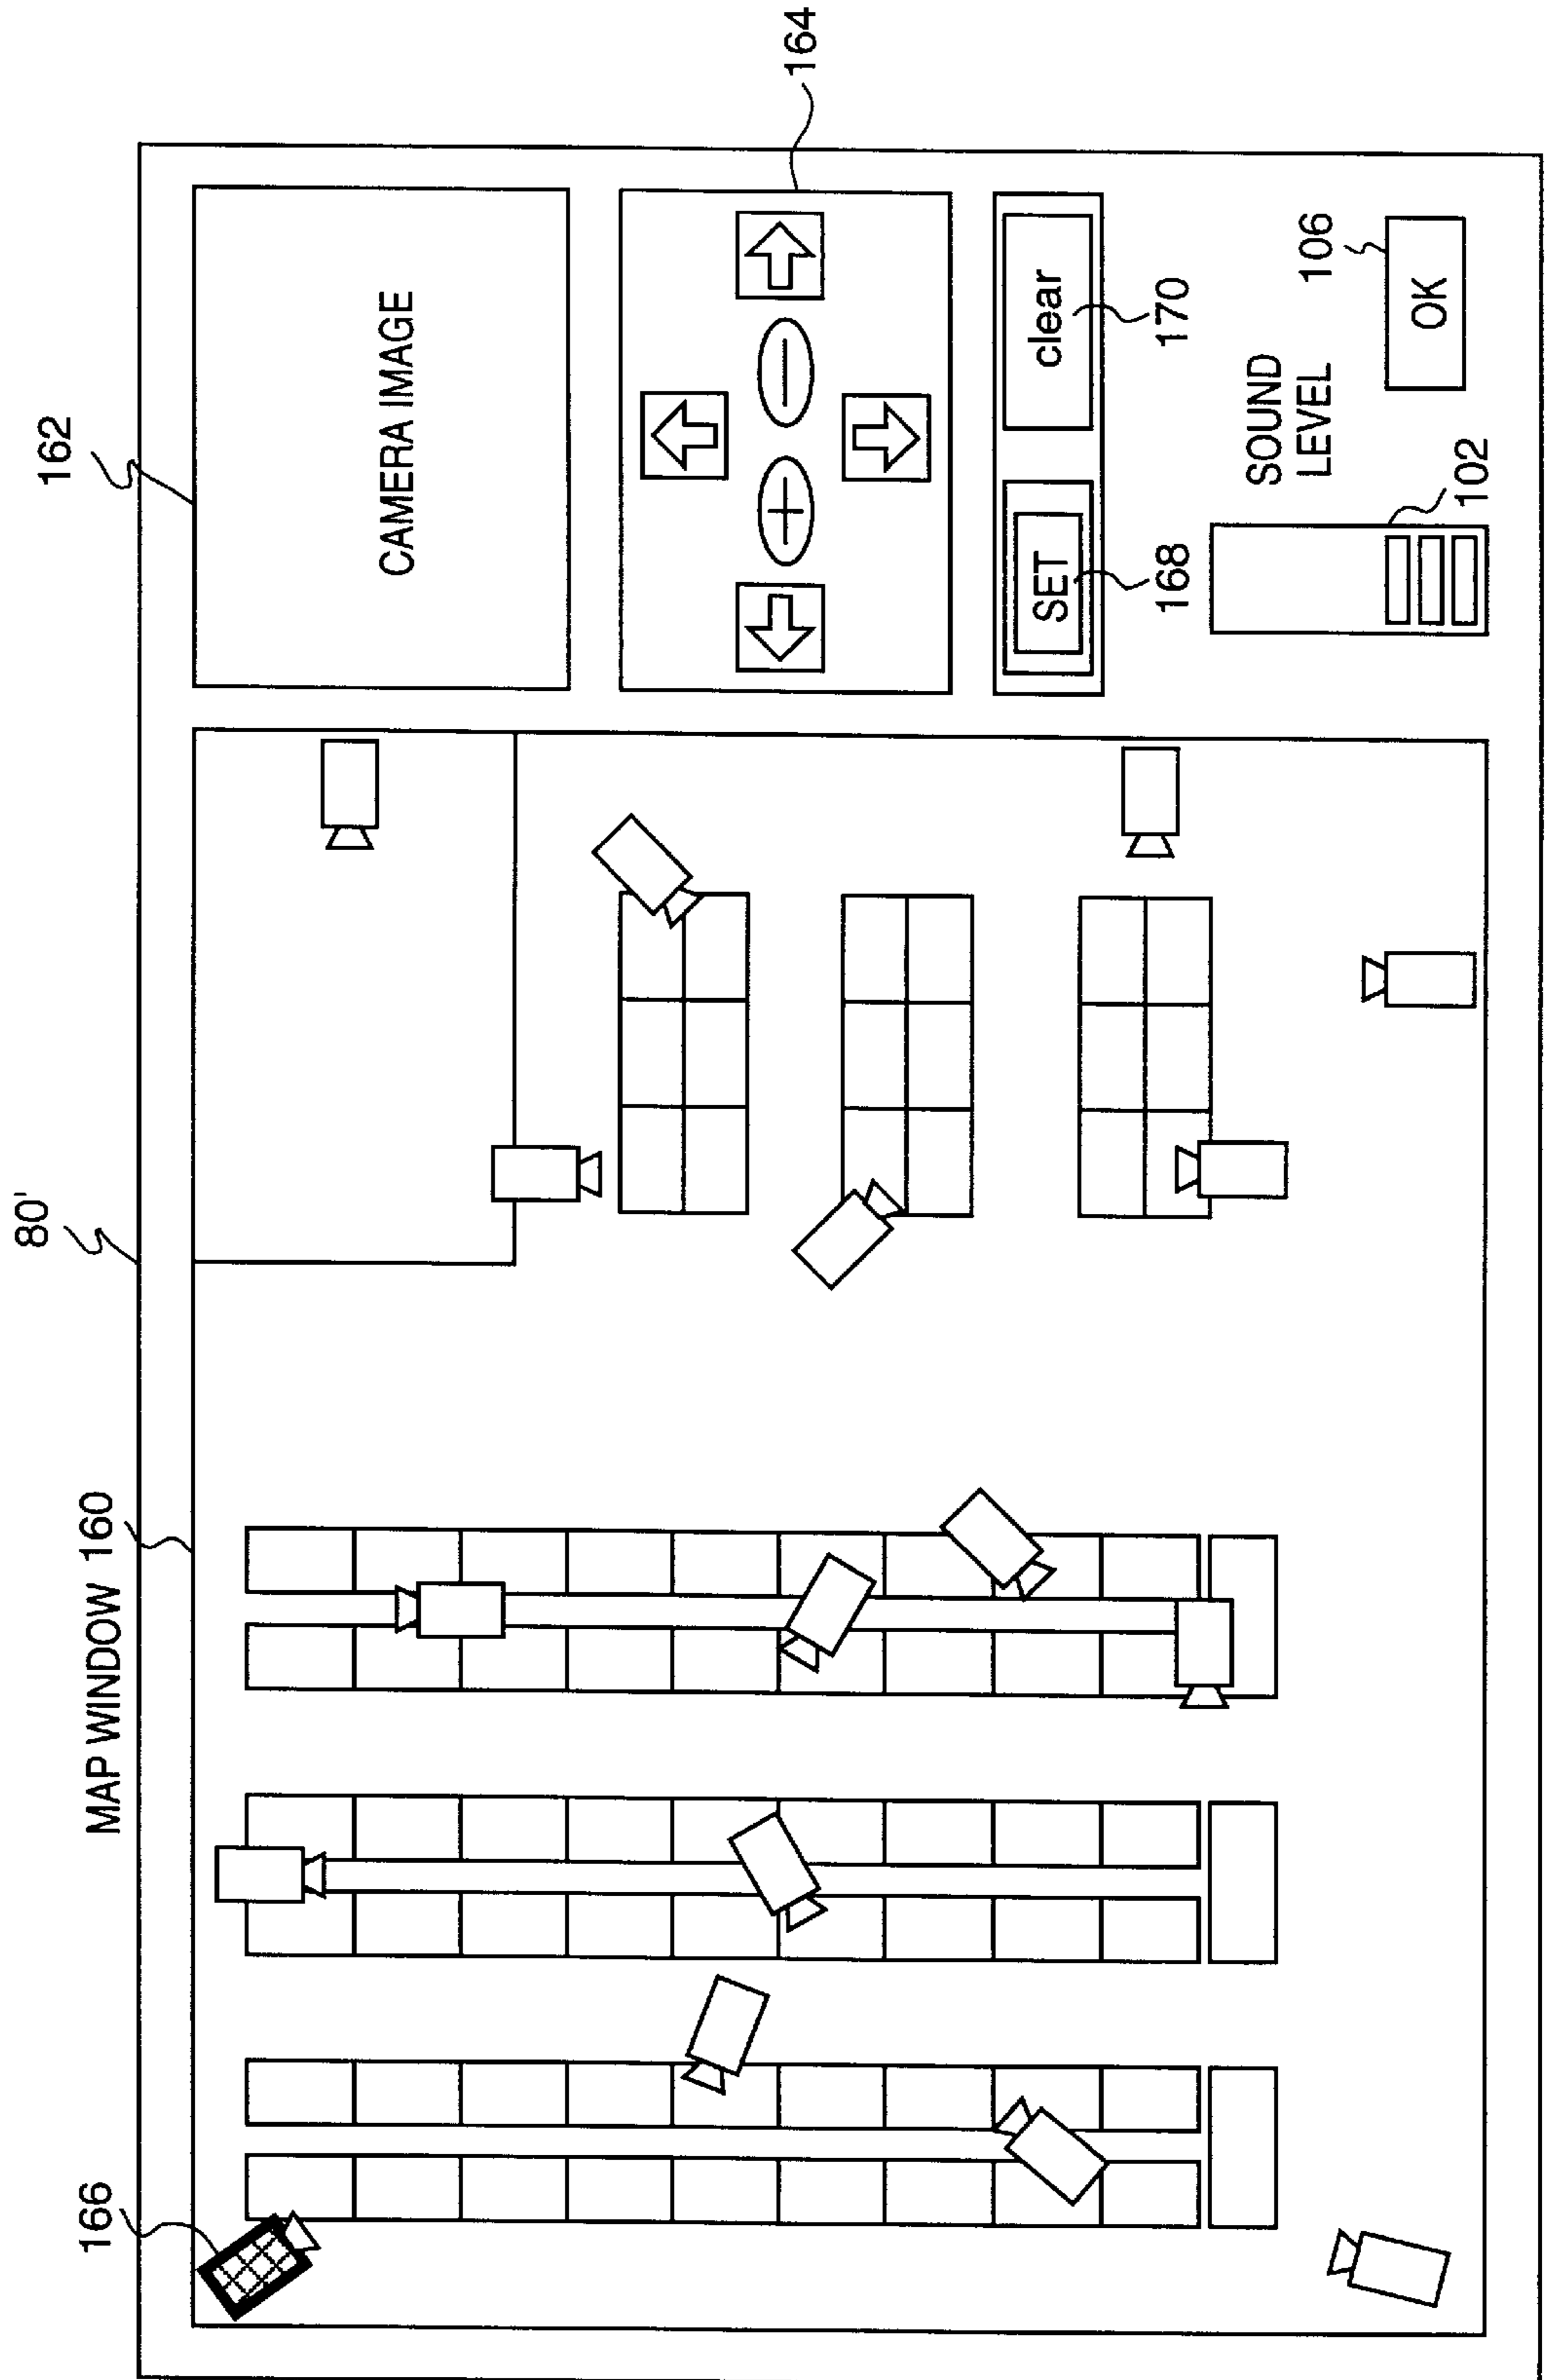 80'
MAP WINDOW 160
162
166
CAMERA IMAGE
164
SET
clear
168
170
SOUND
LEVEL
106
102
OK